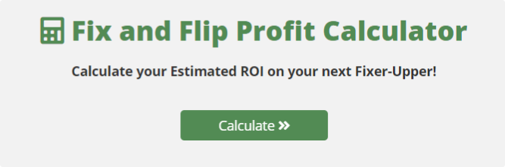 Fix and Flip Profit Calculator
Calculate your Estimated ROI on your next Fixer-Upper!
Calculate »